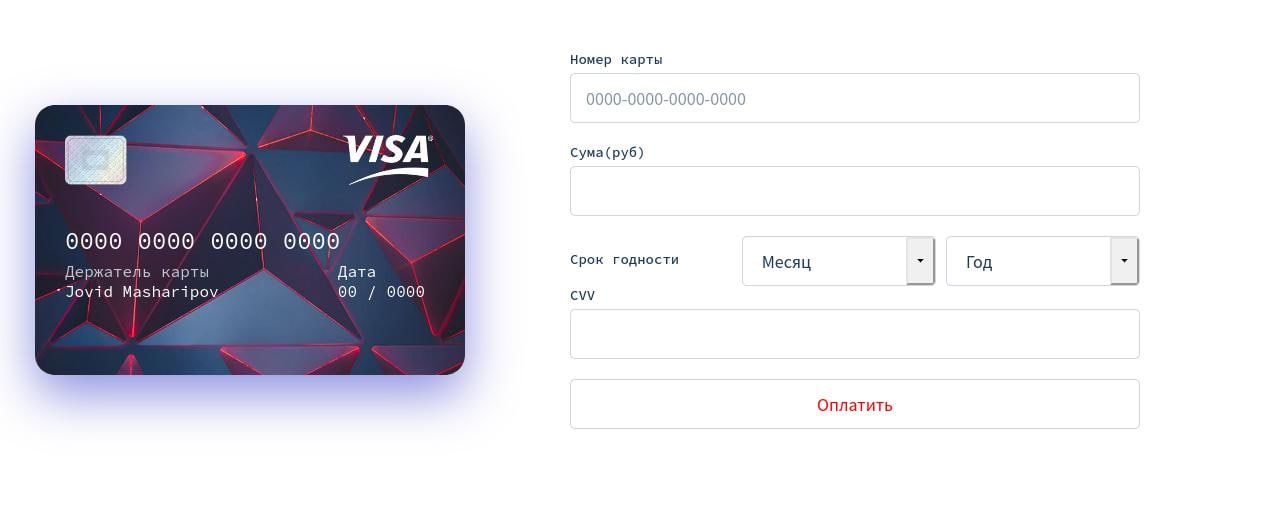 VISA
0000 0000 0000 0000
Держатель карты
Дата
Jovid Masharipov
00 / 0000
Номер карты
0000-0000-0000-0000
Сума(руб)
Срок годности
Месяц
Год
CVV
Оплатить